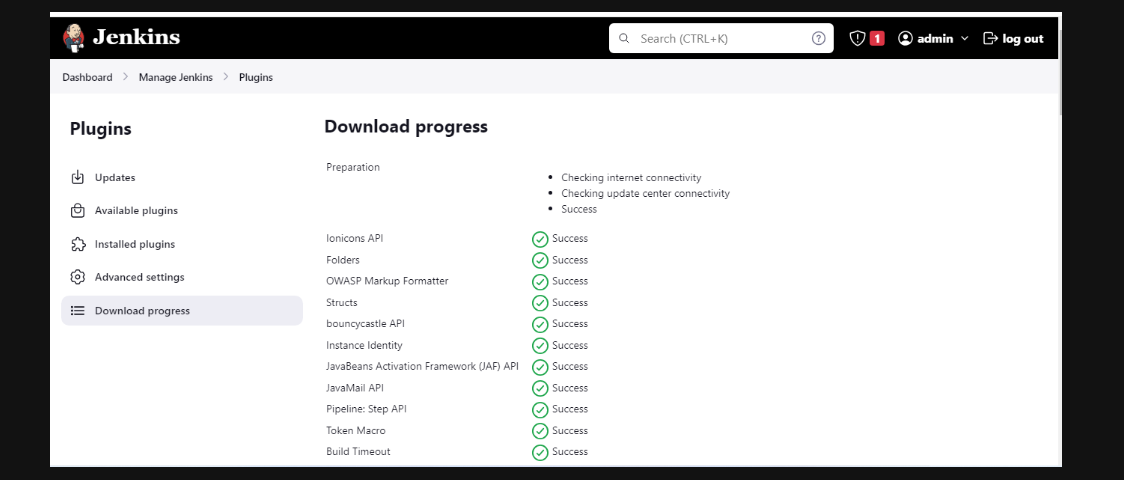 Jenkins
Search (CTRL+K)
1
admin
log out
Dashboard
Manage Jenkins
Plugins
Plugins
Updates
Available plugins
Installed plugins
Advanced settings
Download progress
Download progress
Preparation
Checking internet connectivity
Checking update center connectivity
Success
Ionicons API Success
Folders Success
OWASP Markup Formatter Success
Structs Success
bouncycastle API Success
Instance Identity Success
JavaBeans Activation Framework (JAF) API Success
JavaMail API Success
Pipeline: Step API Success
Token Macro Success
Build Timeout Success